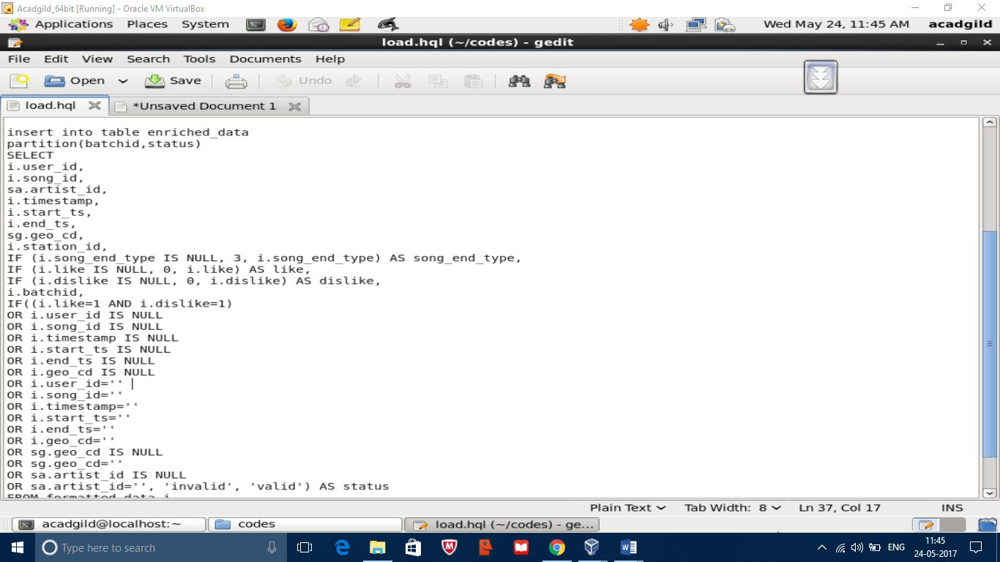 Acadgild_64bit [Running] - Oracle VM VirtualBox
Applications Places System Wed May 24, 11:45 AM acadgild
load.hql (~/codes) - gedit
File Edit View Search Tools Documents Help
Open Save Undo
load.hql *Unsaved Document 1
insert into table enriched_data
partition(batchid,status)
SELECT
i.user_id,
i.song_id,
sa.artist_id,
i.timestamp,
i.start_ts,
i.end_ts,
sg.geo_cd,
i.station_id,
IF (i.song_end_type IS NULL, 3, i.song_end_type) AS song_end_type,
IF (i.like IS NULL, 0, i.like) AS like,
IF (i.dislike IS NULL, 0, i.dislike) AS dislike,
i.batchid,
IF((i.like=1 AND i.dislike=1)
OR i.user_id IS NULL
OR i.song_id IS NULL
OR i.timestamp IS NULL
OR i.start_ts IS NULL
OR i.end_ts IS NULL
OR i.geo_cd IS NULL
OR i.user_id=''
OR i.song_id=''
OR i.timestamp=''
OR i.start_ts=''
OR i.end_ts=''
OR i.geo_cd=''
OR sg.geo_cd IS NULL
OR sg.geo_cd=''
OR sa.artist_id IS NULL
OR sa.artist_id='', 'invalid', 'valid') AS status
FROM formatted_data i
Plain Text Tab Width: 8 Ln 37, Col 17 INS
acadgild@localhost:~ codes load.hql (~/codes) - ge...
Type here to search ENG 11:45
24-05-2017